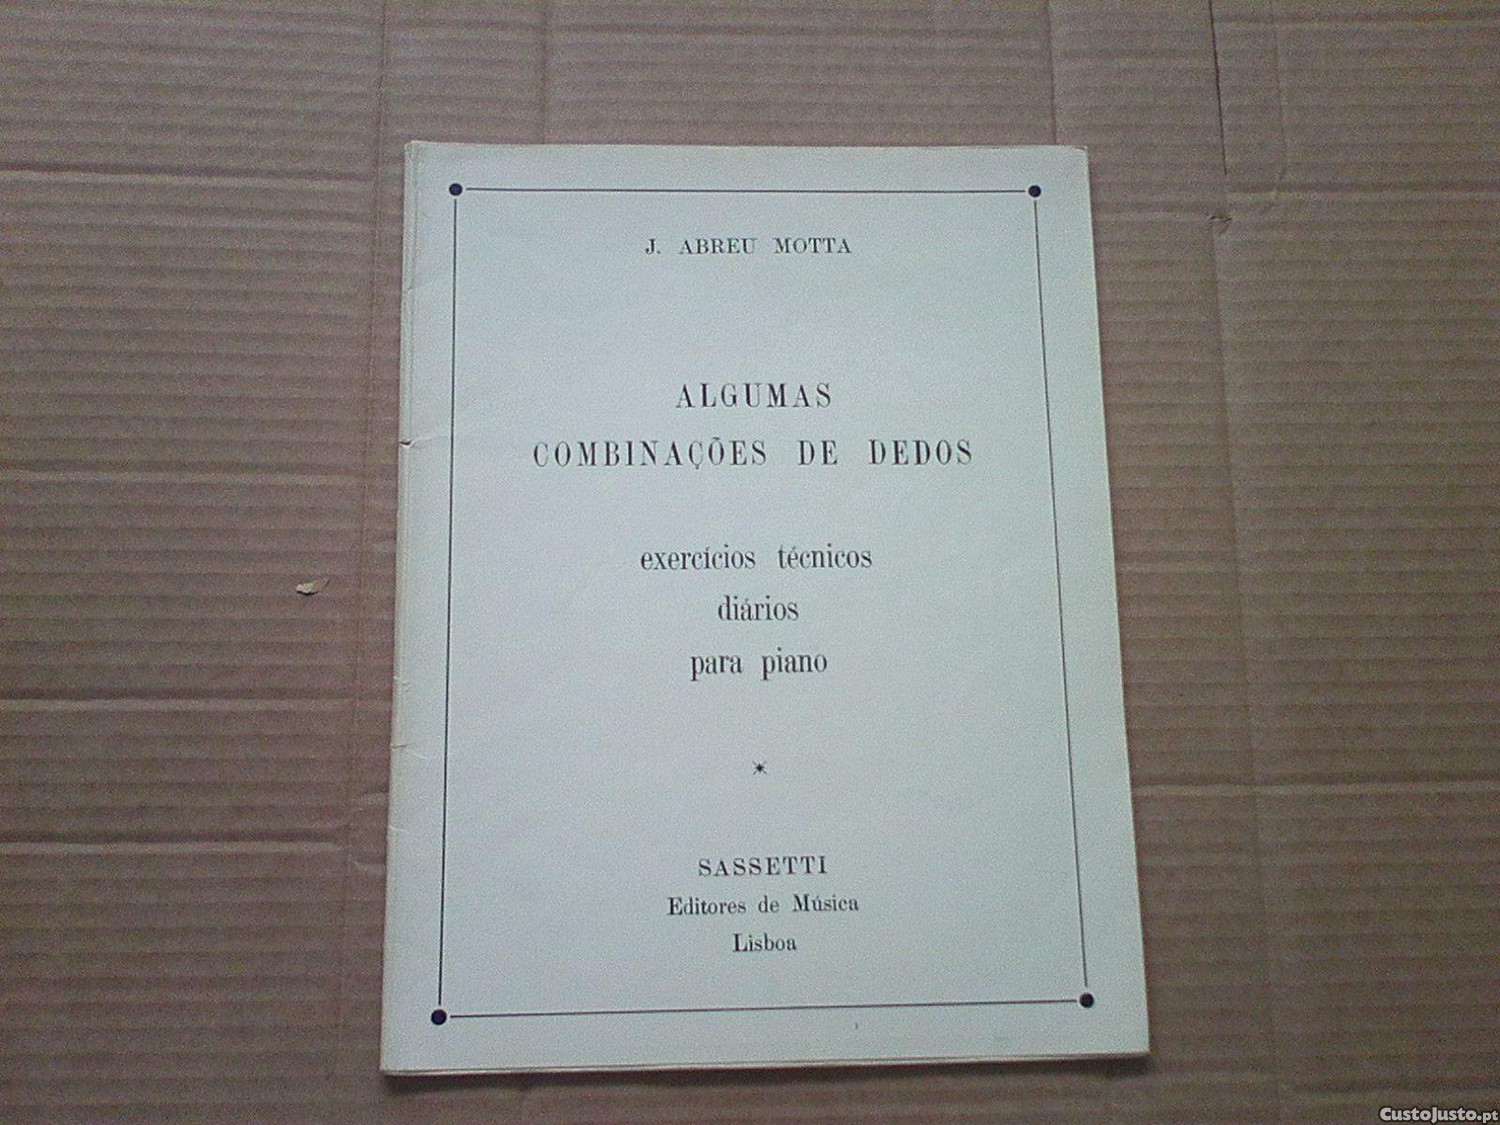 J. ABREU MOTTA
ALGUMAS
COMBINAÇÕES DE DEDOS
exercícios técnicos
diários
para piano
SASSETTI
Editores de Música
Lisboa
CustoJusto.pt